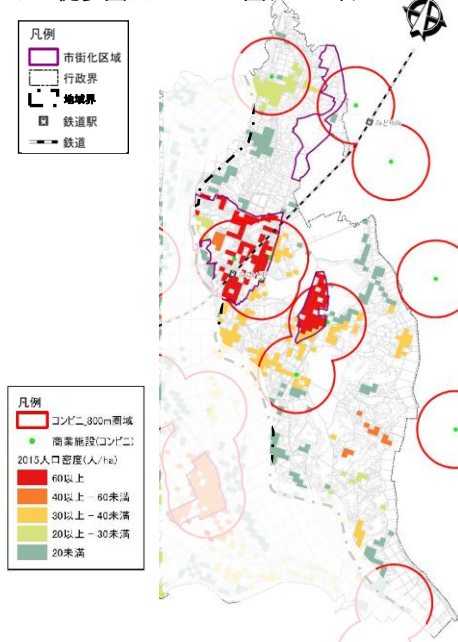 凡例
市街化区域
行政界
地域界
鉄道駅
鉄道
凡例
コンビニ_800m圏域
商業施設(コンビニ)
2015人口密度(人/ha)
60以上
40以上 - 60未満
30以上 - 40未満
20以上 - 30未満
20未満